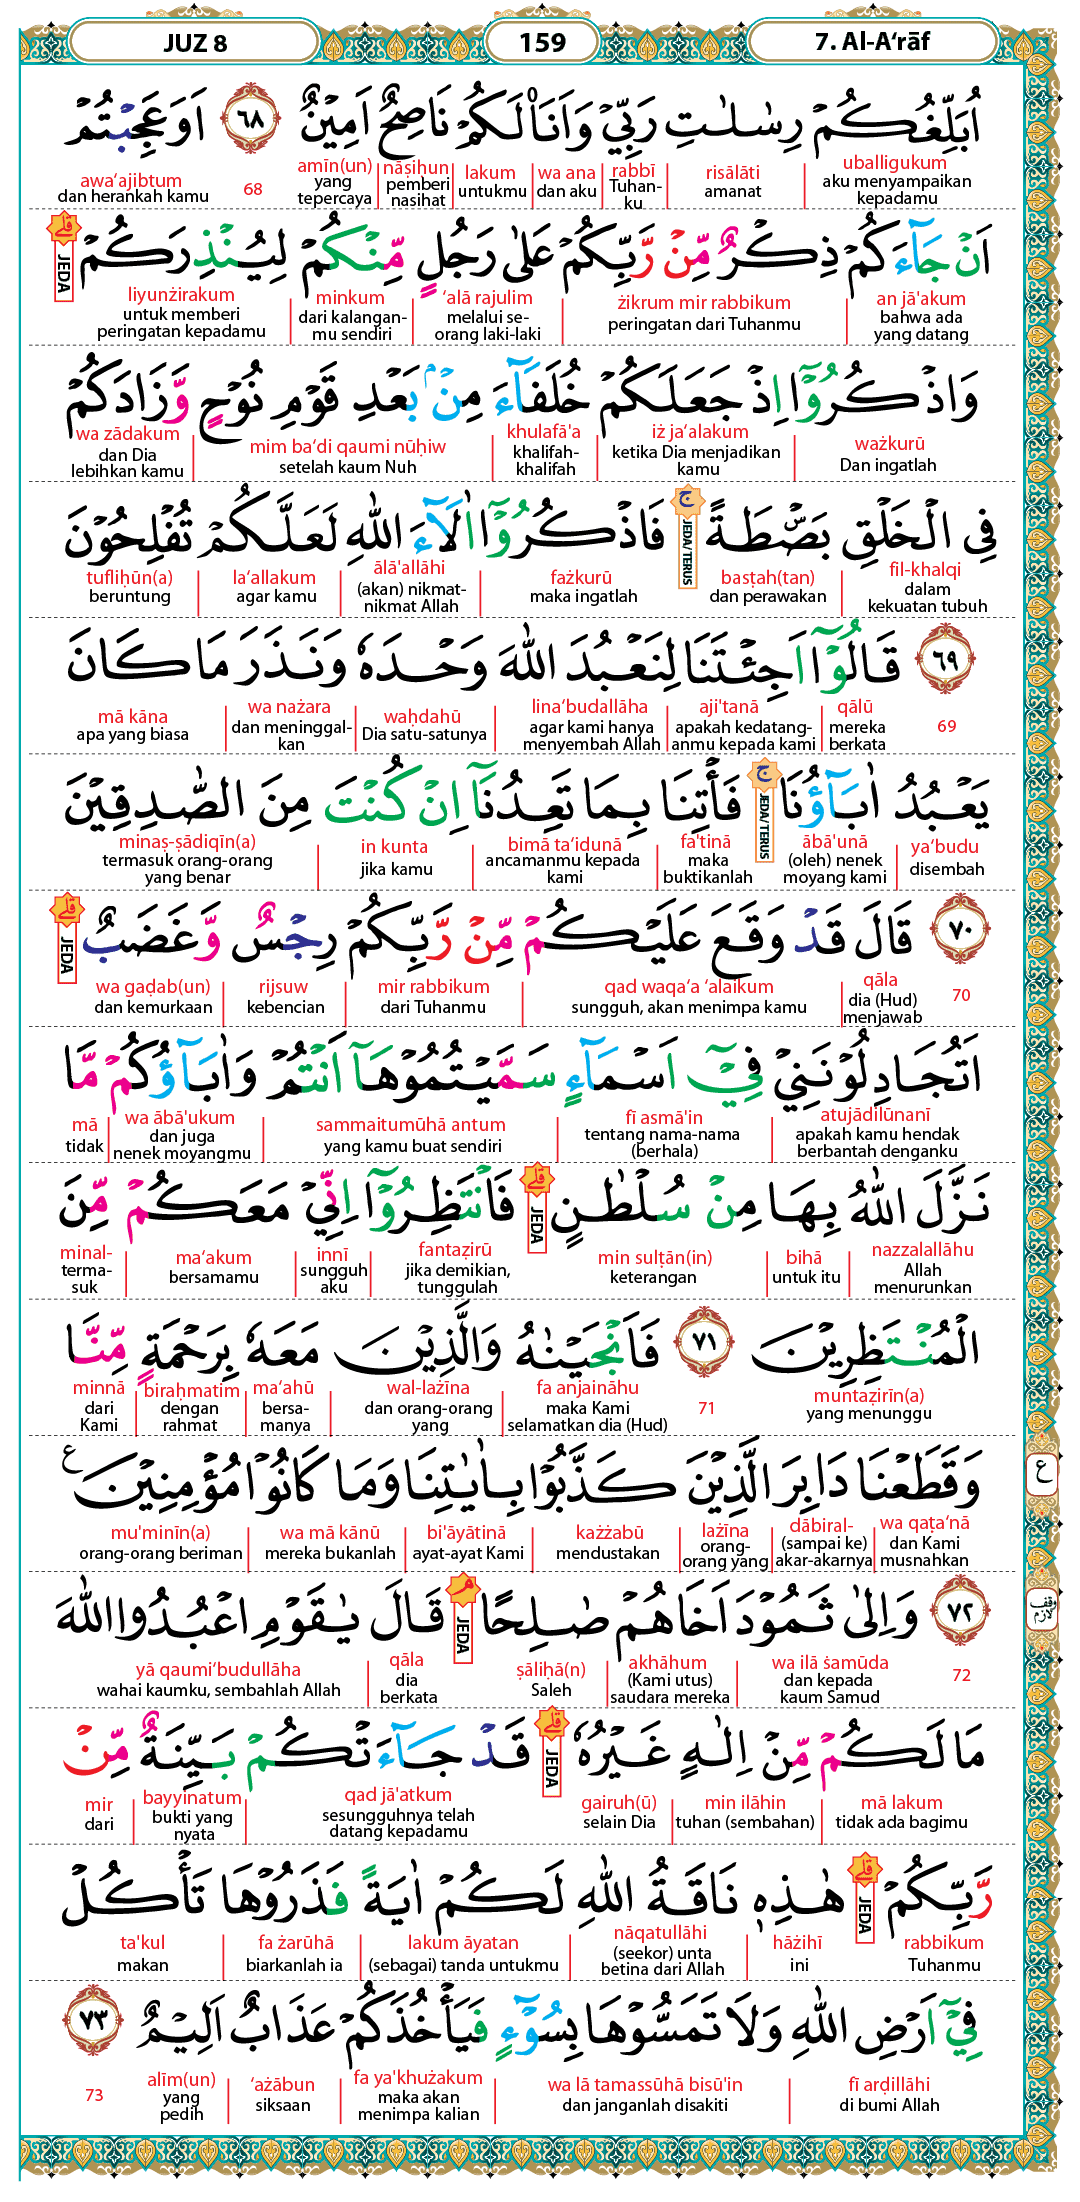 JUZ 8
159
7. Al-A‘rāf
اُبَلِّغُكُمْ رِسٰلٰتِ رَبِّيْ وَاَنَا۠ لَكُمْ نَاصِحٌ اَمِيْنٌ ٦٨ اَوَعَجِبْتُمْ
uballigukum risālāti rabbī wa ana lakum nāṣiḥun amīn(un) 68 awa‘ajibtum
aku menyampaikan kepadamu amanat Tuhan-ku dan aku untukmu pemberi nasihat yang tepercaya dan herankah kamu
اَنْ جَاۤءَكُمْ ذِكْرٌ مِّنْ رَّبِّكُمْ عَلٰى رَجُلٍ مِّنْكُمْ لِيُنْذِرَكُمْۗ
JEDA
an jā'akum żikrum mir rabbikum ‘alā rajulim minkum liyunżirakum
bahwa ada yang datang peringatan dari Tuhanmu melalui se-orang laki-laki dari kalangan-mu sendiri untuk memberi peringatan kepadamu
وَاذْكُرُوْٓا اِذْ جَعَلَكُمْ خُلَفَاۤءَ مِنْۢ بَعْدِ قَوْمِ نُوْحٍ وَّزَادَكُمْ
ważkurū iż ja‘alakum khulafā'a mim ba‘di qaumi nūḥiw wa zādakum
Dan ingatlah ketika Dia menjadikan kamu khalifah-khalifah setelah kaum Nuh dan Dia lebihkan kamu
فِى الْخَلْقِ بَصْۣطَةًۚ فَاذْكُرُوْٓا اٰلَاۤءَ اللّٰهِ لَعَلَّكُمْ تُفْلِحُوْنَ
JEDA/ TERUS
fil-khalqi basṭah(tan) fażkurū ālā'allāhi la‘allakum tufliḥūn(a)
dalam kekuatan tubuh dan perawakan maka ingatlah (akan) nikmat-nikmat Allah agar kamu beruntung
٦٩ قَالُوْٓا اَجِئْتَنَا لِنَعْبُدَ اللّٰهَ وَحْدَهٗ وَنَذَرَ مَا كَانَ
69 qālū aji'tanā lina‘budallāha waḥdahū wa nażara mā kāna
mereka berkata apakah kedatang-anmu kepada kami agar kami hanya menyembah Allah Dia satu-satunya dan meninggal-kan apa yang biasa
يَعْبُدُ اٰبَاۤؤُنَاۚ فَأْتِنَا بِمَا تَعِدُنَآ اِنْ كُنْتَ مِنَ الصّٰدِقِيْنَ
JEDA/ TERUS
ya‘budu ābā'unā fa'tinā bimā ta‘idunā in kunta minaṣ-ṣādiqīn(a)
disembah (oleh) nenek moyang kami maka buktikanlah ancamanmu kepada kami jika kamu termasuk orang-orang yang benar
٧٠ قَالَ قَدْ وَقَعَ عَلَيْكُمْ مِّنْ رَّبِّكُمْ رِجْسٌ وَّغَضَبٌۗ
JEDA
70 qāla qad waqa‘a ‘alaikum mir rabbikum rijsuw wa gaḍab(un)
dia (Hud) menjawab sungguh, akan menimpa kamu dari Tuhanmu kebencian dan kemurkaan
اَتُجَادِلُوْنَنِيْ فِيْٓ اَسْمَاۤءٍ سَمَّيْتُمُوْهَآ اَنْتُمْ وَاٰبَاۤؤُكُمْ مَّا
atujādilūnanī fī asmā'in sammaitumūhā antum wa ābā'ukum mā
apakah kamu hendak berbantah denganku tentang nama-nama (berhala) yang kamu buat sendiri dan juga nenek moyangmu tidak
نَزَّلَ اللّٰهُ بِهَا مِنْ سُلْطٰنٍۗ فَانْتَظِرُوْٓا اِنِّيْ مَعَكُمْ مِّنَ
JEDA
nazzalallāhu bihā min sulṭān(in) fantaẓirū innī ma‘akum minal-
Allah menurunkan untuk itu keterangan jika demikian, tunggulah sungguh aku bersamamu terma-suk
الْمُنْتَظِرِيْنَ ٧١ فَاَنْجَيْنٰهُ وَالَّذِيْنَ مَعَهٗ بِرَحْمَةٍ مِّنَّا
muntaẓirīn(a) 71 fa anjaināhu wal-lażīna ma‘ahū biraḥmatim minnā
yang menunggu maka Kami selamatkan dia (Hud) dan orang-orang yang bersa-manya dengan rahmat dari Kami
وَقَطَعْنَا دَابِرَ الَّذِيْنَ كَذَّبُوْا بِاٰيٰتِنَا وَمَا كَانُوْا مُؤْمِنِيْنَ ࣖ
ع
wa qaṭa‘nā dābiral- lażīna każżabū bi'āyātinā wa mā kānū mu'minīn(a)
dan Kami musnahkan (sampai ke) akar-akarnya orang-orang yang mendustakan ayat-ayat Kami mereka bukanlah orang-orang beriman
وقف لازم
٧٢ وَاِلٰى ثَمُوْدَ اَخَاهُمْ صٰلِحًاۘ قَالَ يٰقَوْمِ اعْبُدُوا اللّٰهَ
JEDA
72 wa ilā ṡamūda akhāhum ṣāliḥā(n) qāla yā qaumi‘budullāha
dan kepada kaum Samud (Kami utus) saudara mereka Saleh dia berkata wahai kaumku, sembahlah Allah
مَا لَكُمْ مِّنْ اِلٰهٍ غَيْرُهٗۗ قَدْ جَاۤءَتْكُمْ بَيِّنَةٌ مِّنْ
JEDA
mā lakum min ilāhin gairuh(ū) qad jā'atkum bayyinatum mir
tidak ada bagimu tuhan (sembahan) selain Dia sesungguhnya telah datang kepadamu bukti yang nyata dari
رَّبِّكُمْۗ هٰذِهٖ نَاقَةُ اللّٰهِ لَكُمْ اٰيَةً فَذَرُوْهَا تَأْكُلْ
JEDA
rabbikum hāżihī nāqatullāhi lakum āyatan fa żarūhā ta'kul
Tuhanmu ini (seekor) unta betina dari Allah (sebagai) tanda untukmu biarkanlah ia makan
فِيْٓ اَرْضِ اللّٰهِ وَلَا تَمَسُّوْهَا بِسُوْۤءٍ فَيَأْخُذَكُمْ عَذَابٌ اَلِيْمٌ ٧٣
fī arḍillāhi wa lā tamassūhā bisū'in fa ya'khużakum ‘ażābun alīm(un) 73
di bumi Allah dan janganlah disakiti maka akan menimpa kalian siksaan yang pedih